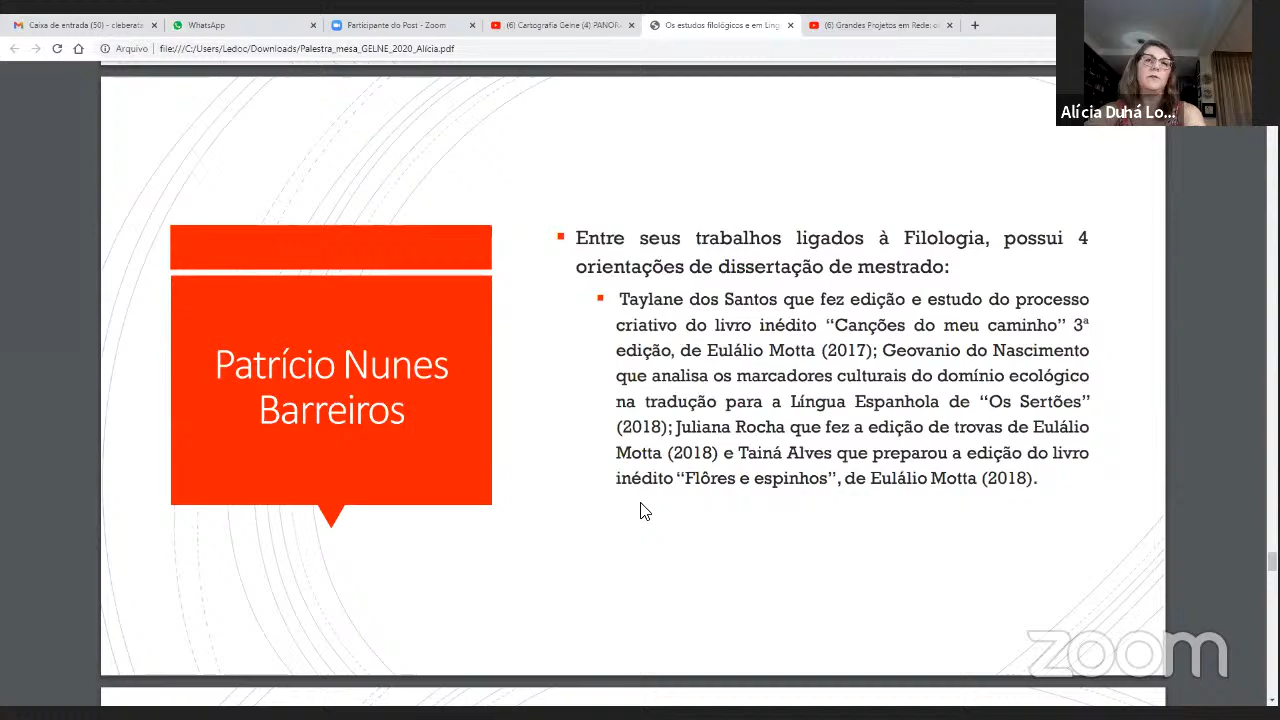 Caixa de entrada (50) - cleberata
WhatsApp
Participante do Post - Zoom
(6) Cartografia Gelne (4) PANOR
Os estudos filológicos e em Ling
(6) Grandes Projetos em Rede: o
Arquivo
file:///C:/Users/Ledoc/Downloads/Palestra_mesa_GELNE_2020_Alícia.pdf
Alícia Duhá Lo...
Patrício Nunes
Barreiros
Entre seus trabalhos ligados à Filologia, possui 4
orientações de dissertação de mestrado:
Taylane dos Santos que fez edição e estudo do processo
criativo do livro inédito “Canções do meu caminho” 3ª
edição, de Eulálio Motta (2017); Geovanio do Nascimento
que analisa os marcadores culturais do domínio ecológico
na tradução para a Língua Espanhola de “Os Sertões”
(2018); Juliana Rocha que fez a edição de trovas de Eulálio
Motta (2018) e Tainá Alves que preparou a edição do livro
inédito “Flôres e espinhos”, de Eulálio Motta (2018).
zoom